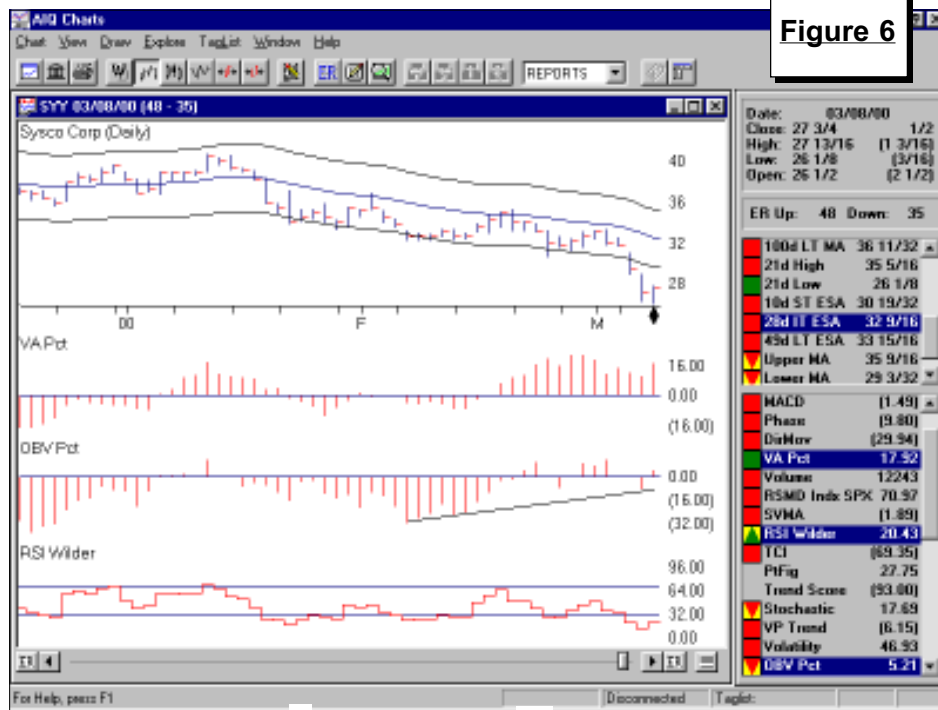 AIQ Charts
Figure 6
Chart View Draw Explore TagList Window Help
ER REPORTS
SYY 03/08/00 (48 - 35)
Sysco Corp (Daily)
40
36
32
28
00 F M
VA Pct
16.00
0.00
(16.00)
OBV Pct
0.00
(16.00)
(32.00)
RSI Wilder
96.00
64.00
32.00
0.00
Date: 03/08/00
Close: 27 3/4 1/2
High: 27 13/16 (1 3/16)
Low: 26 1/8 (3/16)
Open: 26 1/2 (2 1/2)
ER Up: 48 Down: 35
100d LT MA 36 11/32
21d High 35 5/16
21d Low 26 1/8
10d ST ESA 30 19/32
28d IT ESA 32 9/16
49d LT ESA 33 15/16
Upper MA 35 9/16
Lower MA 29 3/32
MACD (1.49)
Phase (9.80)
DirMov (29.94)
VA Pct 17.92
Volume 12243
RSMD Indx SPX 70.97
SVMA (1.89)
RSI Wilder 20.43
TCI (69.35)
PtFig 27.75
Trend Score (93.00)
Stochastic 17.69
VP Trend (6.15)
Volatility 46.93
OBV Pct 5.21
For Help, press F1
Disconnected
Taglist: